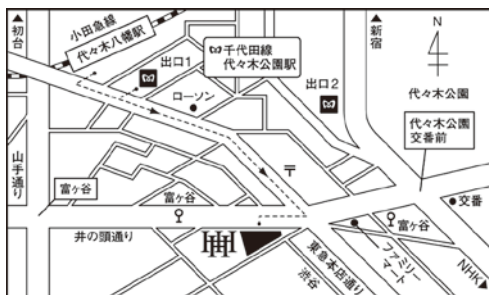 ▲初台
小田急線
代々木八幡駅
出口1
千代田線
代々木公園駅
出口2
▲新宿
N
代々木公園
代々木公園
交番前
ローソン
山手通り
富ヶ谷
富ヶ谷
〒
井の頭通り
富ヶ谷
交番
ファミリー
マート
東急本店通り
渋谷
NHK▲